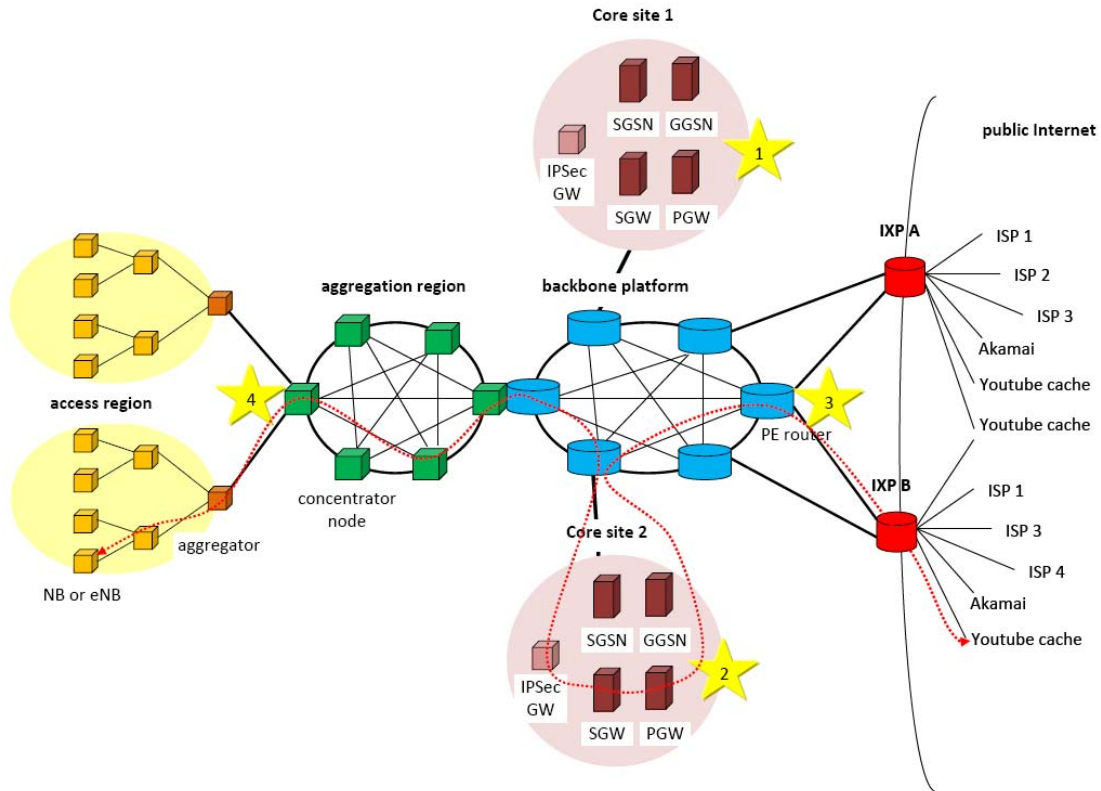 Core site 1
SGSN
GGSN
1
IPSec
GW
SGW
PGW
public Internet
IXP A
ISP 1
ISP 2
ISP 3
Akamai
Youtube cache
Youtube cache
aggregation region
backbone platform
access region
4
3
PE router
concentrator
node
aggregator
NB or eNB
IXP B
ISP 1
ISP 3
ISP 4
Akamai
Youtube cache
Core site 2
SGSN
GGSN
2
IPSec
GW
SGW
PGW